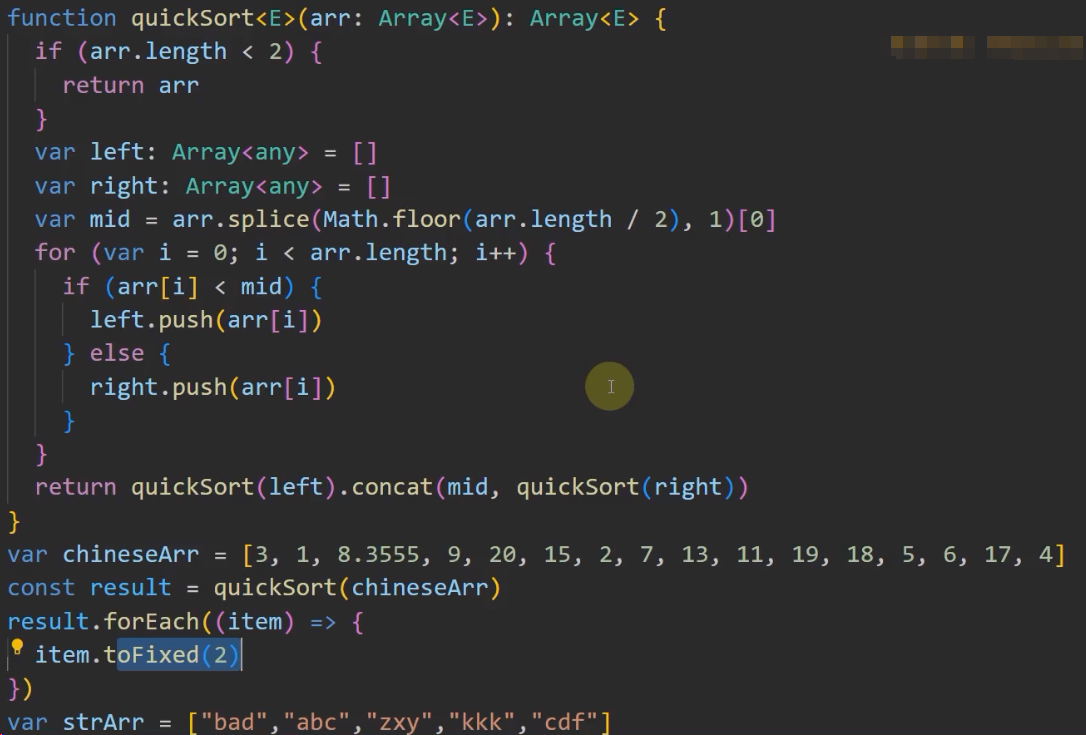 function quickSort<E>(arr: Array<E>): Array<E> {
if (arr.length < 2) {
return arr
}
var left: Array<any> = []
var right: Array<any> = []
var mid = arr.splice(Math.floor(arr.length / 2), 1)[0]
for (var i = 0; i < arr.length; i++) {
if (arr[i] < mid) {
left.push(arr[i])
} else {
right.push(arr[i])
}
}
return quickSort(left).concat(mid, quickSort(right))
}
var chineseArr = [3, 1, 8.3555, 9, 20, 15, 2, 7, 13, 11, 19, 18, 5, 6, 17, 4]
const result = quickSort(chineseArr)
result.forEach((item) => {
item.toFixed(2)
})
var strArr = ["bad","abc","zxy","kkk","cdf"]